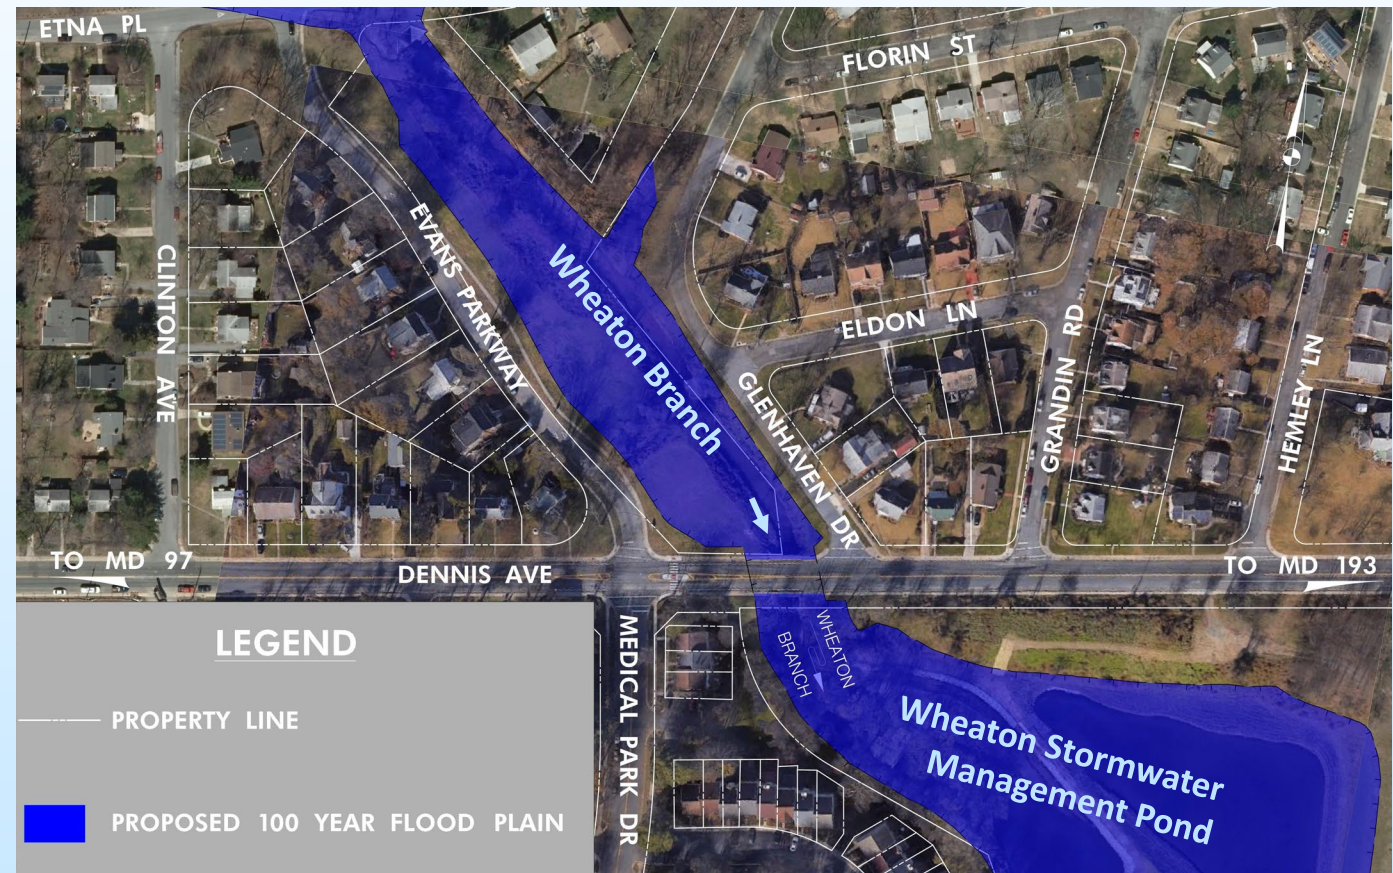 ETNA PL
FLORIN ST
CLINTON AVE
EVANS PARKWAY
Wheaton Branch
ELDON LN
GLENHAVEN DR
GRANDIN RD
HEMLEY LN
TO MD 97
DENNIS AVE
TO MD 193
MEDICAL PARK DR
WHEATON
BRANCH
Wheaton Stormwater
Management Pond
LEGEND
PROPERTY LINE
PROPOSED 100 YEAR FLOOD PLAIN